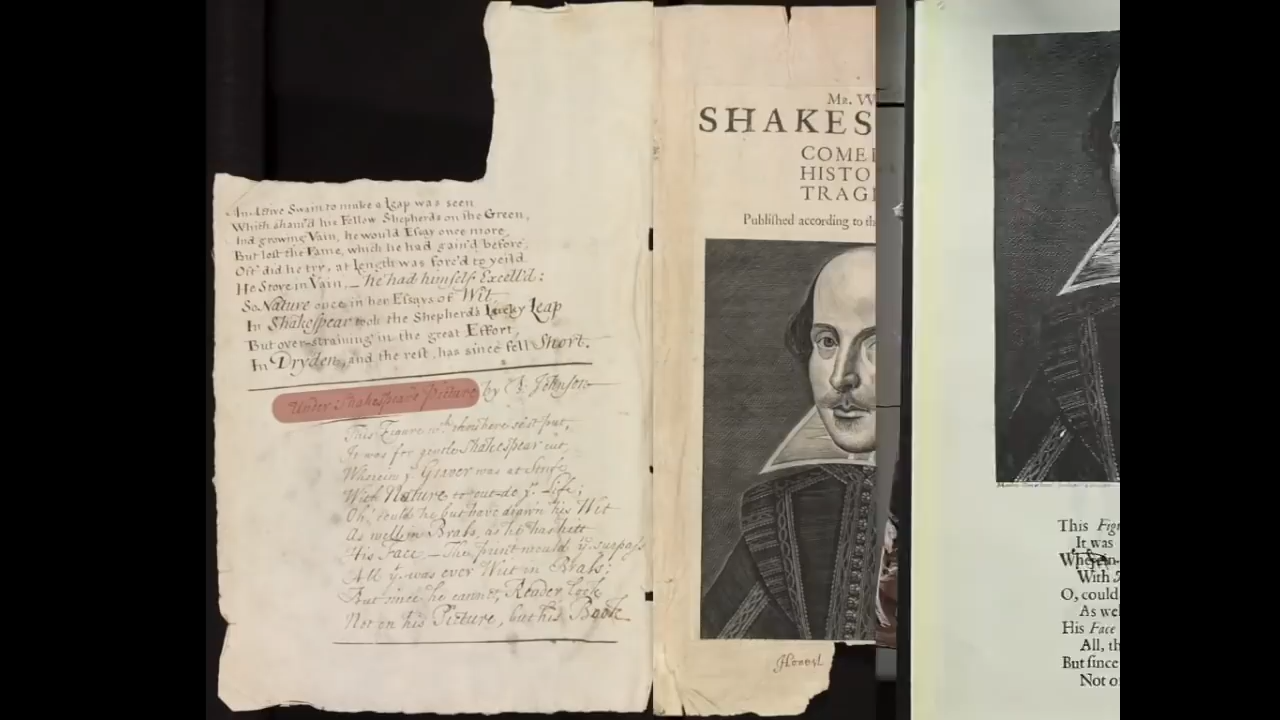 An Active Swain to make a Leap was seen
Which sham'd his Fellow Shepherds on the Green,
And growing Vain, he would Essay once more,
But lost the Fame, which he had gain'd before;
Oft' did he try, at Length was forc'd to yeild
He Stove in Vain, — he had himself Excell'd:
So Nature once in her Essays of Wit
In Shakespear took the Shepherd's Lucky Leap
But over-straining in the great Effort,
In Dryden, and the rest, has since fell Short.
Under Shakespears Picture by Johnson
This Figure yt thou here seest put,
It was for gentle Shakespear cut,
Wherein ye Graver was at Strife
With Nature to out-do ye Life;
Oh! could he but have drawn his Wit
As well in Brass, as he has hitt
His Face — The print would yn surpass
All yt was ever Writ in Brass:
But since he cannot, Reader look
Not on his Picture, but his Book
Mr. W
SHAKES
COME
HISTO
TRAG
Publiſhed according to th
This Fig
It was
Wherein
With
O, could
As wel
His Face
All, th
But ſince
Not o